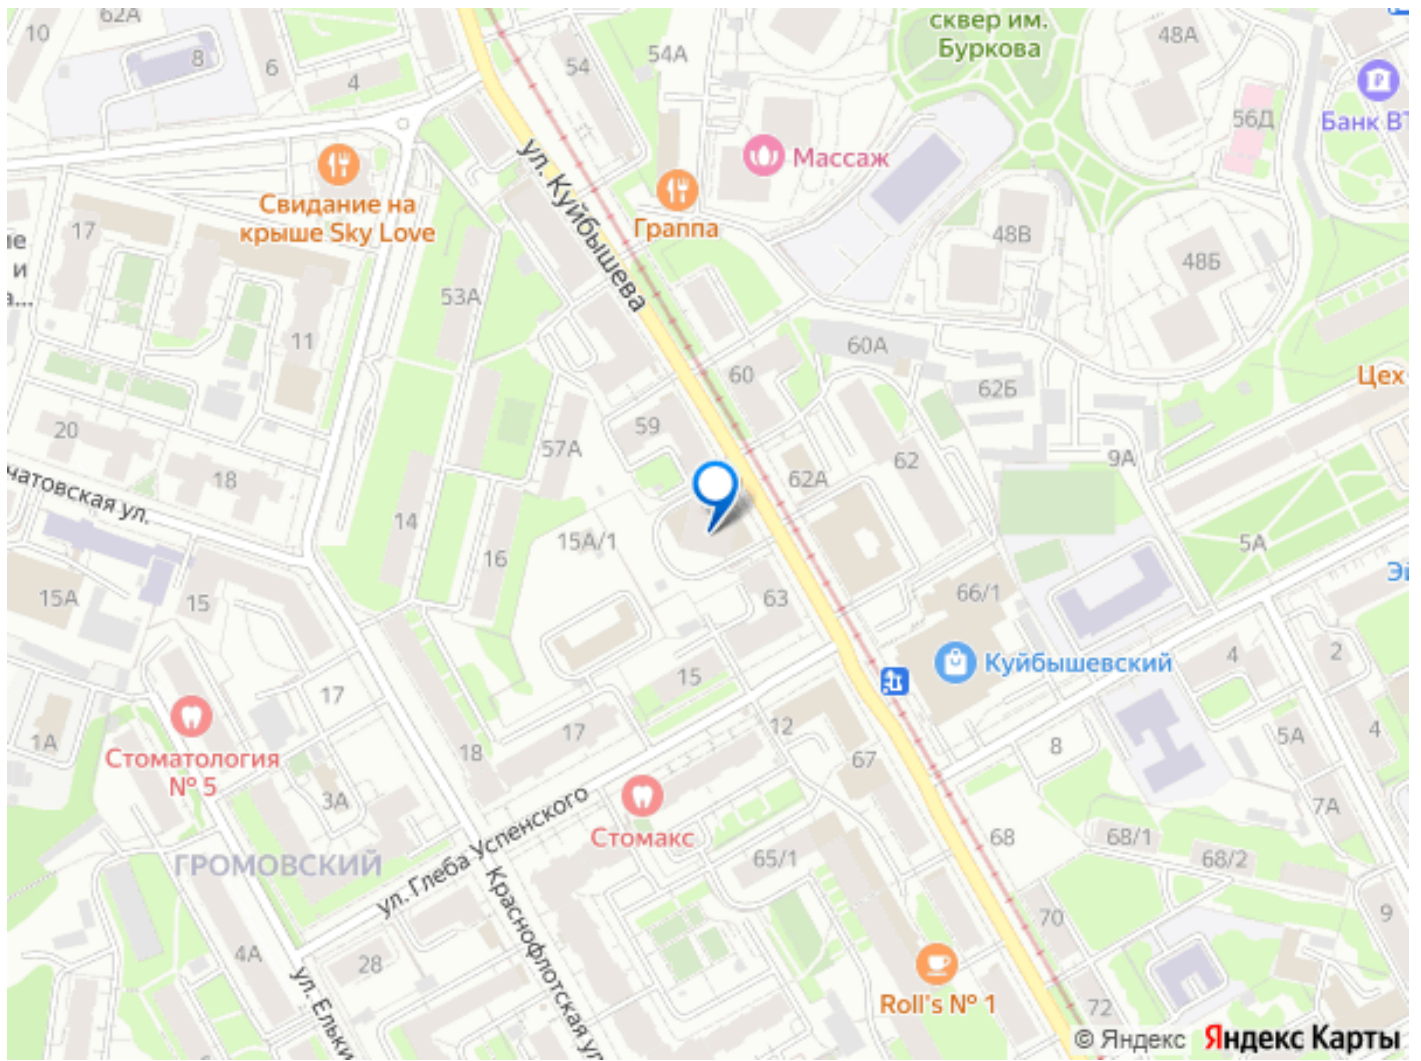 62А
10
8
6
4
54
54А
сквер им.
Буркова
48А
56Д
Банк ВТ
Массаж
ул. Куйбышева
Свидание на
крыше Sky Love
Граппа
17
ие
и
а...
11
53А
48В
48Б
60А
60
62Б
Цех
20
18
чатовская ул.
59
57А
62А
62
9А
14
16
15А/1
5А
Эй
15А
15
63
66/1
Куйбышевский
4
2
17
15
1А
Стоматология
№ 5
18
17
12
67
8
5А
4
3А
7А
Стомакс
ул. Глеба Успенского
ГРОМОВСКИЙ
65/1
68
68/1
68/2
Краснофлотская ул
4А
28
ул. Ельки
70
9
Roll's № 1
72
© Яндекс Яндекс Карты